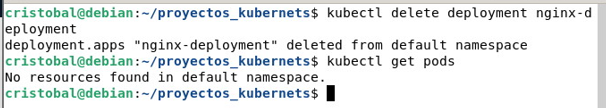 cristobal@debian:~/proyectos_kubernets$ kubectl delete deployment nginx-d
eployment
deployment.apps "nginx-deployment" deleted from default namespace
cristobal@debian:~/proyectos_kubernets$ kubectl get pods
No resources found in default namespace.
cristobal@debian:~/proyectos_kubernets$